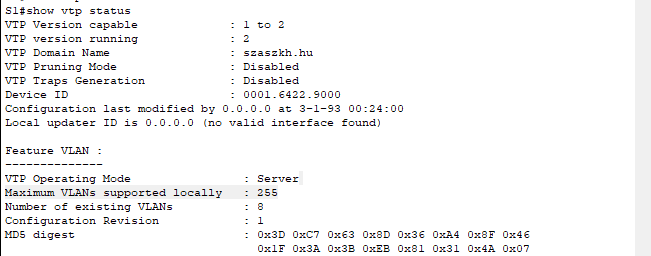 S1#show vtp status
VTP Version capable : 1 to 2
VTP version running : 2
VTP Domain Name : szaszkh.hu
VTP Pruning Mode : Disabled
VTP Traps Generation : Disabled
Device ID : 0001.6422.9000
Configuration last modified by 0.0.0.0 at 3-1-93 00:24:00
Local updater ID is 0.0.0.0 (no valid interface found)
Feature VLAN :
--------------
VTP Operating Mode : Server
Maximum VLANs supported locally : 255
Number of existing VLANs : 8
Configuration Revision : 1
MD5 digest : 0x3D 0xC7 0x63 0x8D 0x36 0xA4 0x8F 0x46
0x1F 0x3A 0x3B 0xEB 0x81 0x31 0x4A 0x07